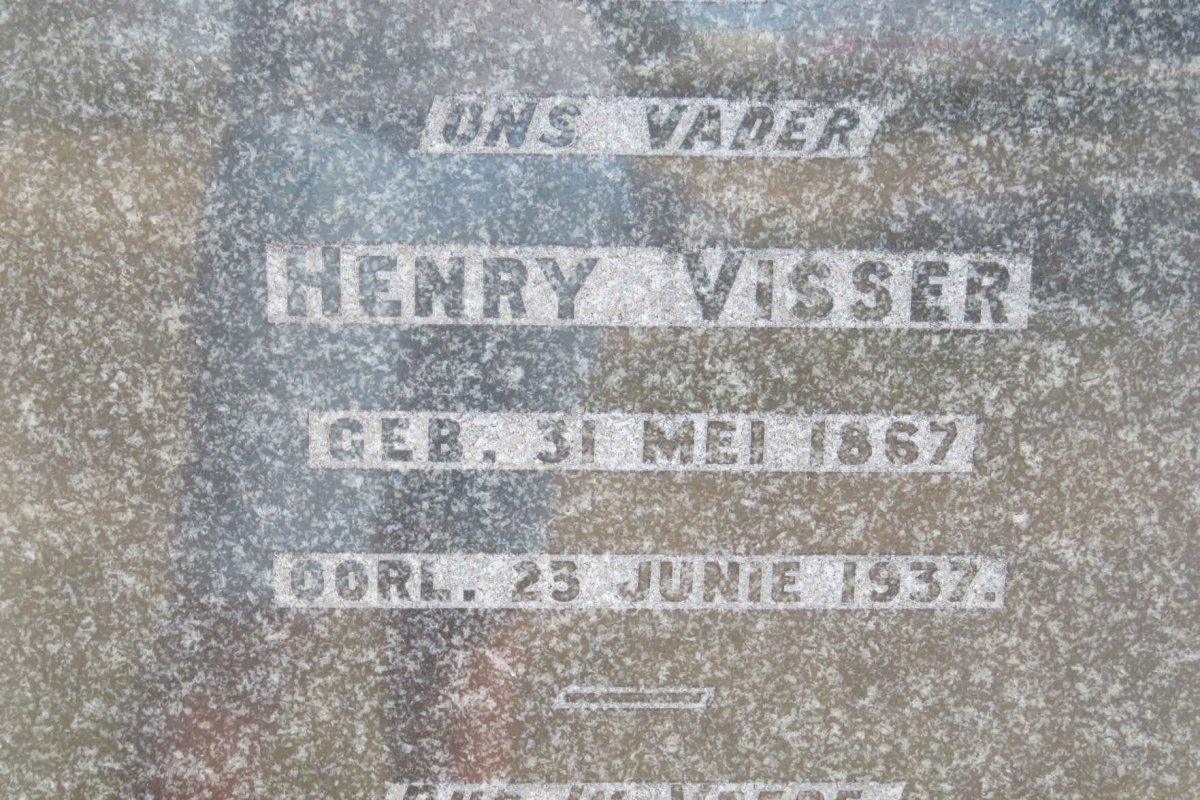 ONS VADER
HENRY VISSER
GEB. 31 MEI 1867
OORL. 23 JUNIE 1937.